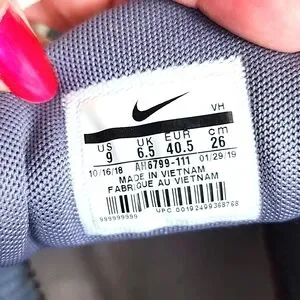 VH
US UK EUR cm
9 6.5 40.5 26
10/16/18 AH6799-111 01/29/19
MADE IN VIETNAM
FABRIQUE AU VIETNAM
999999999
UPC 00192499368768